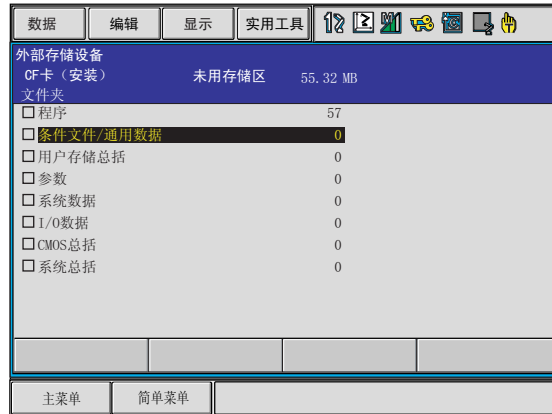 数据 编辑 显示 实用工具
外部存储设备
CF卡（安装） 未用存储区 55.32 MB
文件夹
程序 57
条件文件/通用数据 0
用户存储总括 0
参数 0
系统数据 0
I/O数据 0
CMOS总括 0
系统总括 0
主菜单 简单菜单